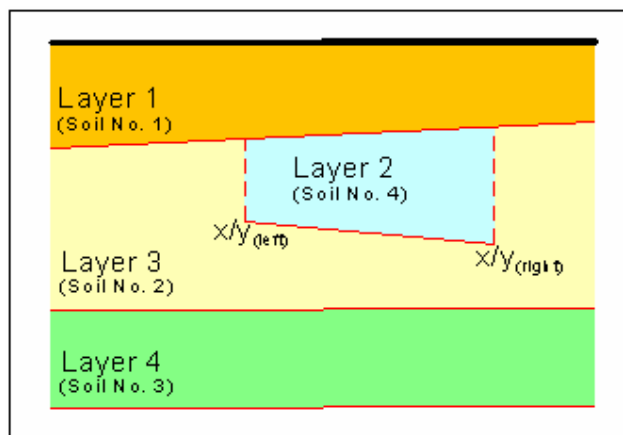 Layer 1
(Soil No. 1)
Layer 2
(Soil No. 4)
x/y(left)
x/y(right)
Layer 3
(Soil No. 2)
Layer 4
(Soil No. 3)